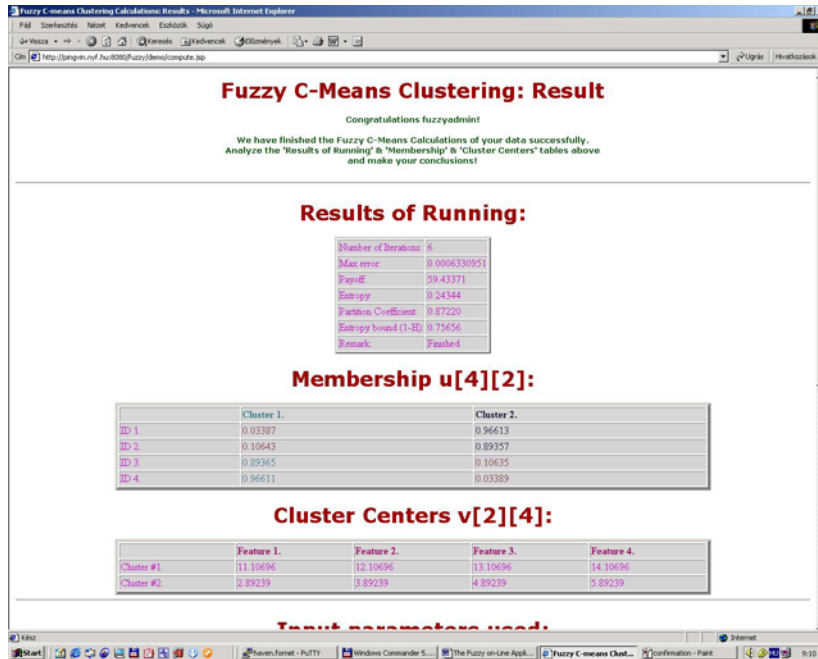 Fuzzy C-means Clustering Calculations: Results - Microsoft Internet Explorer
Fájl Szerkesztés Nézet Kedvencek Eszközök Súgó
Vissza Keresés Kedvencek Előzmények
Cím http://pingvin.nyf.hu:8080/fuzzy/demo/compute.jsp Ugrás Hivatkozások
Fuzzy C-Means Clustering: Result
Congratulations fuzzyadmin!
We have finished the Fuzzy C-Means Calculations of your data successfully.
Analyze the 'Results of Running' & 'Membership' & 'Cluster Centers' tables above
and make your conclusions!
Results of Running:
Number of Iterations: 6
Max error: 0.0006330951
Payoff: 59.43371
Entropy: 0.24344
Partition Coefficient: 0.87220
Entropy bound (1-H): 0.75656
Remark: Finished
Membership u[4][2]:
Cluster 1. Cluster 2.
ID 1. 0.03387 0.96613
ID 2. 0.10643 0.89357
ID 3. 0.89365 0.10635
ID 4. 0.96611 0.03389
Cluster Centers v[2][4]:
Feature 1. Feature 2. Feature 3. Feature 4.
Cluster #1. 11.10696 12.10696 13.10696 14.10696
Cluster #2. 2.89239 3.89239 4.89239 5.89239
Input parameters used:
Kész Internet
Start haven.fornet - PuTTY Windows Commander 5.... The Fuzzy on-Line Appli... Fuzzy C-means Clust... confirmation - Paint HU 9:10